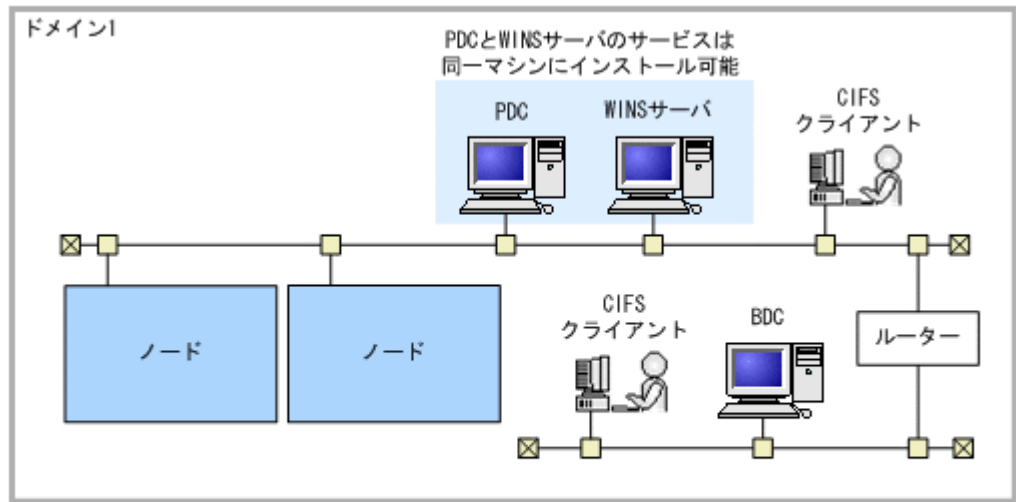 ドメイン1
PDCとWINSサーバのサービスは
同一マシンにインストール可能
PDC
WINSサーバ
CIFS
クライアント
ノード
ノード
CIFS
クライアント
BDC
ルーター